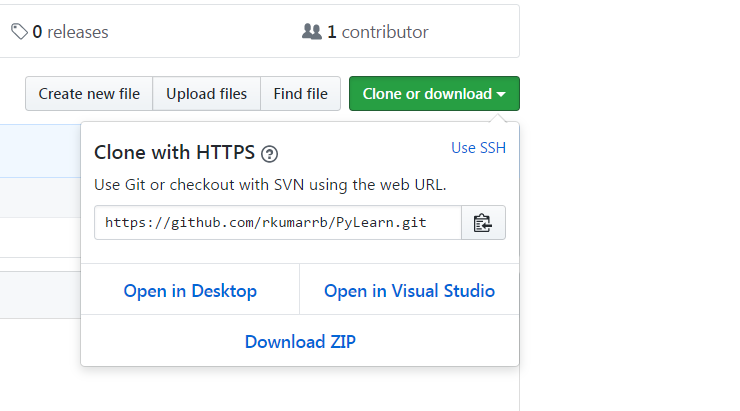 0 releases
1 contributor
Create new file
Upload files
Find file
Clone or download
Clone with HTTPS ?
Use SSH
Use Git or checkout with SVN using the web URL.
https://github.com/rkumarrb/PyLearn.git
Open in Desktop
Open in Visual Studio
Download ZIP